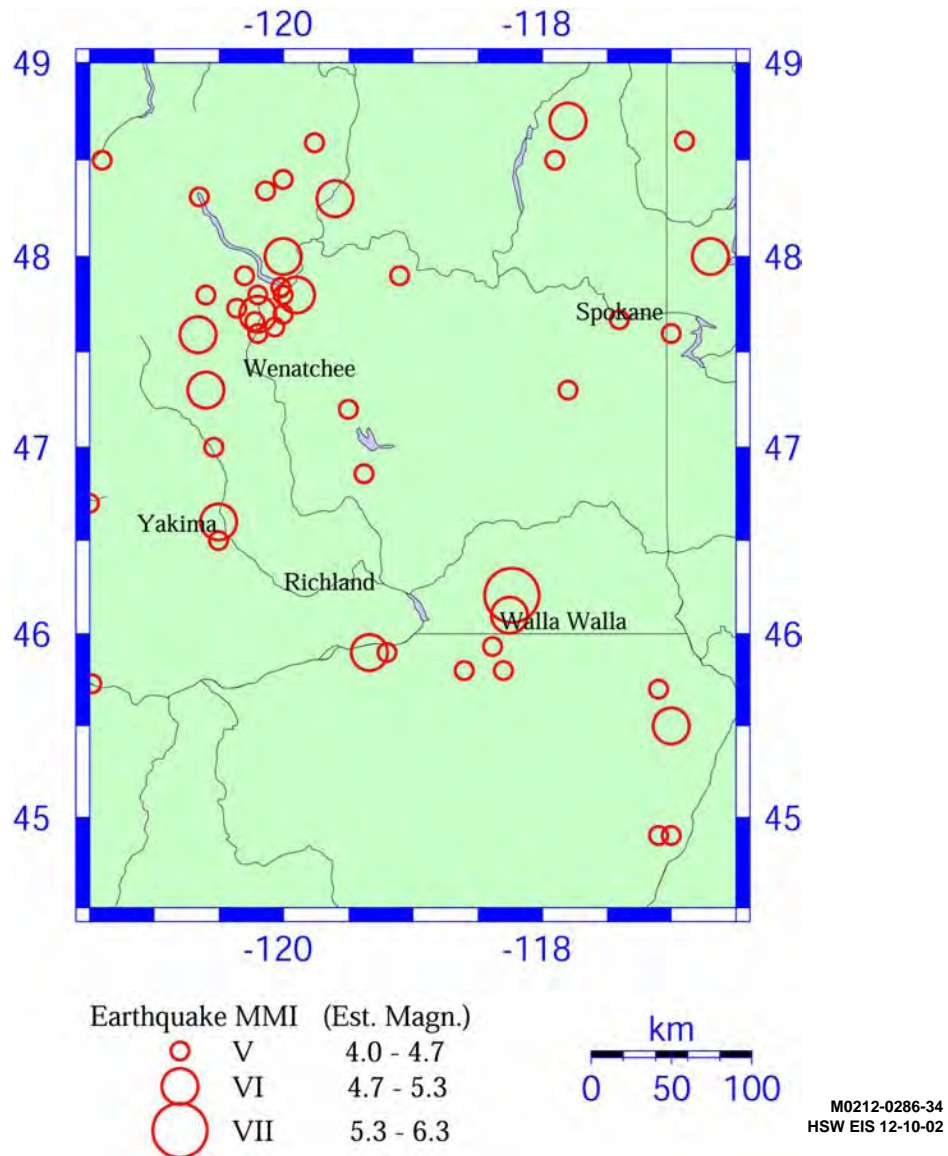 -120 -118
49 49
48 48
Spokane
Wenatchee
47 47
Yakima
Richland
46 46
Walla Walla
45 45
-120 -118
Earthquake MMI (Est. Magn.)
V 4.0 - 4.7
VI 4.7 - 5.3
VII 5.3 - 6.3
km
0 50 100
M0212-0286-34
HSW EIS 12-10-02